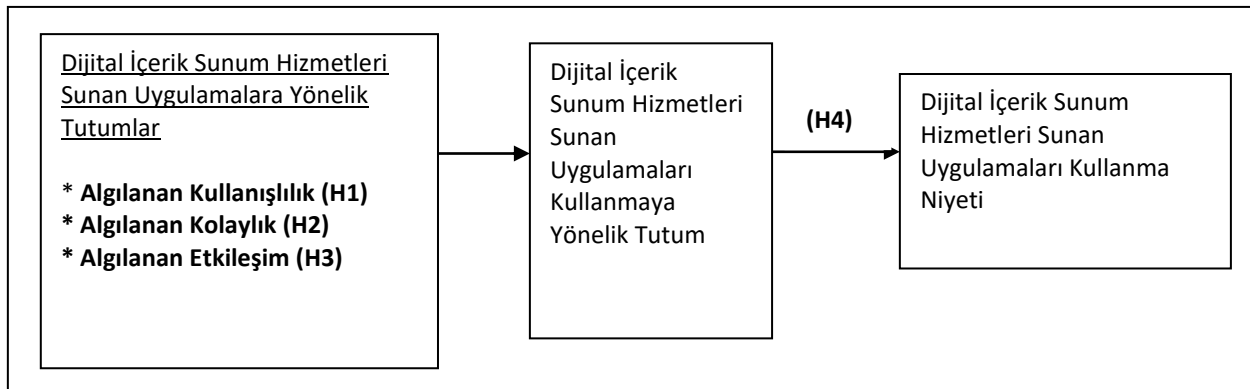 Dijital İçerik Sunum Hizmetleri
Sunan Uygulamalara Yönelik
Tutumlar
* Algılanan Kullanışlılık (H1)
* Algılanan Kolaylık (H2)
* Algılanan Etkileşim (H3)
Dijital İçerik
Sunum Hizmetleri
Sunan
Uygulamaları
Kullanmaya
Yönelik Tutum
(H4)
Dijital İçerik Sunum
Hizmetleri Sunan
Uygulamaları Kullanma
Niyeti